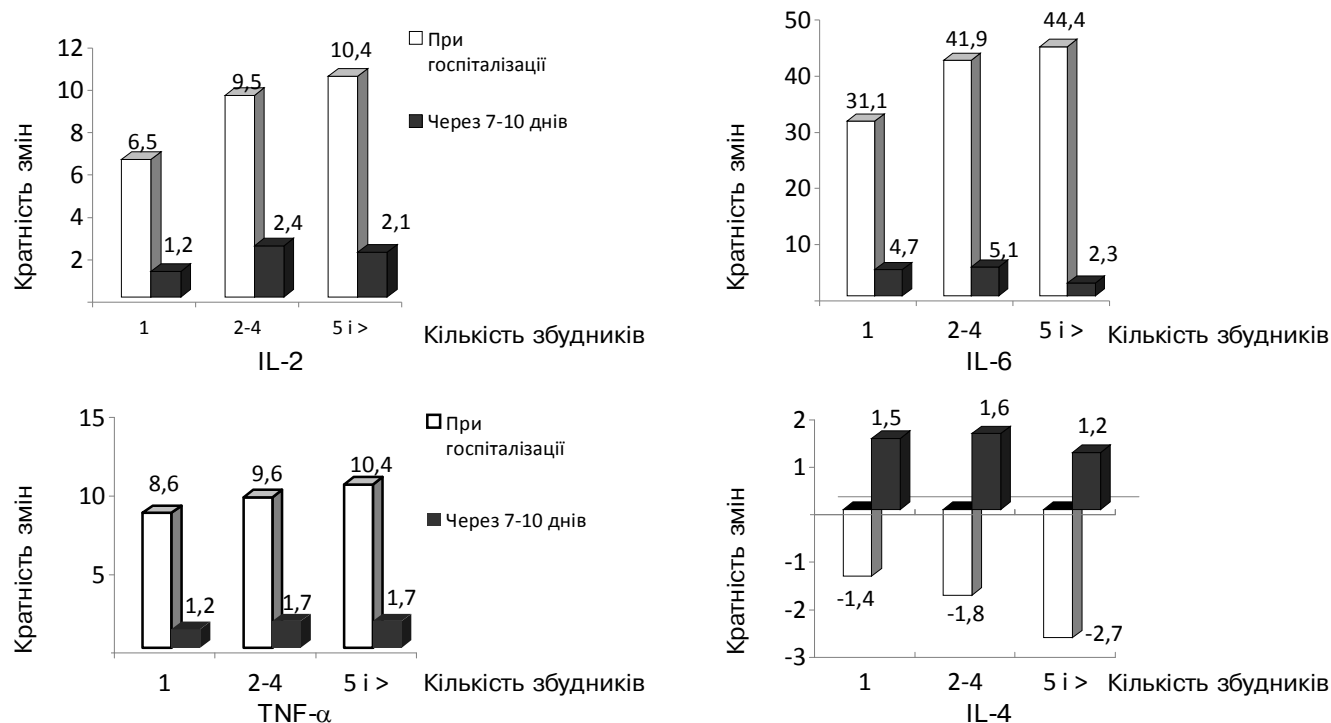 Кратність змін
12
10
8
6
4
2
6,5
1,2
9,5
2,4
10,4
2,1
При
госпіталізації
Через 7-10 днів
1
2-4
5 і >
Кількість збудників
IL-2
Кратність змін
50
40
30
20
10
31,1
4,7
41,9
5,1
44,4
2,3
1
2-4
5 і >
Кількість збудників
IL-6
Кратність змін
15
10
5
8,6
1,2
9,6
1,7
10,4
1,7
При
госпіталізації
Через 7-10 днів
1
2-4
5 і >
Кількість збудників
TNF-α
Кратність змін
2
1
-1
-2
-3
1,5
-1,4
1,6
-1,8
1,2
-2,7
1
2-4
5 і >
Кількість збудників
IL-4